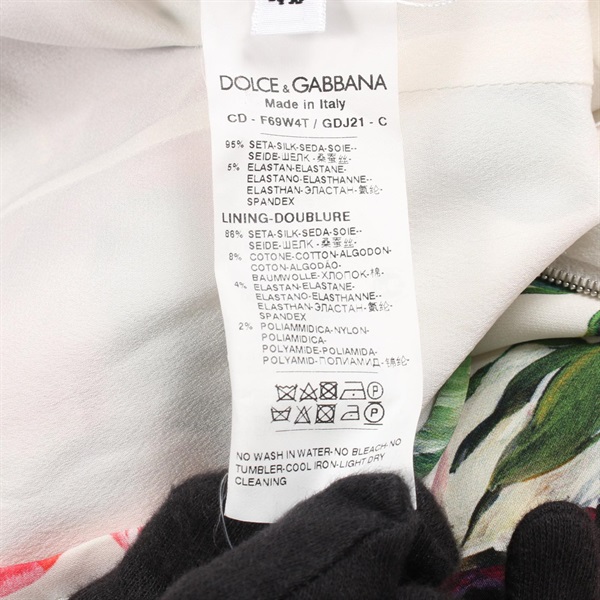 DOLCE & GABBANA
Made in Italy
CD - F69W4T / GDJ21 - C
95% SETA-SILK-SEDA-SOIE--
SEIDE-ШЕЛК-桑蚕丝-
5% ELASTAN-ELASTANE-
ELASTANO-ELASTHANNE--
ELASTHAN-ЭЛАСТАН-氨纶-
SPANDEX
LINING-DOUBLURE
86% SETA-SILK-SEDA-SOIE--
SEIDE-ШЕЛК-桑蚕丝-
8% COTONE-COTTON-ALGODON-
COTON-ALGODÃO-
BAUMWOLLE-ХЛОПОК-棉-
4% ELASTAN-ELASTANE-
ELASTANO-ELASTHANNE--
ELASTHAN-ЭЛАСТАН-氨纶-
SPANDEX
2% POLIAMMIDICA-NYLON-
POLIAMIDICA-
POLYAMIDE-POLIAMIDA-
POLYAMID-ПОЛИАМИД-锦纶-
NO WASH IN WATER-NO BLEACH-NO
TUMBLER-COOL IRON-LIGHT DRY
CLEANING